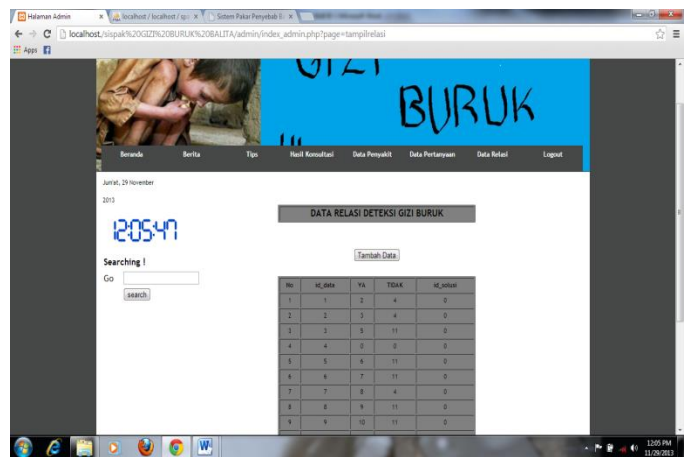 Halaman Admin
localhost / localhost / sp
Sistem Pakar Penyebab
localhost/sispak%20GIZI%20BURUK%20BALITA/admin/index_admin.php?page=tampilrelasi
Apps
GIZI
BURUK
Beranda Berita Tips Hasil Konsultasi Data Penyakit Data Pertanyaan Data Relasi Logout
Jum'at, 29 November
2013
12:05:47
DATA RELASI DETEKSI GIZI BURUK
Tambah Data
Searching !
Go
search
No id_data YA TIDAK id_solusi
1 1 2 4 0
2 2 3 4 0
3 3 5 11 0
4 4 0 0 0
5 5 6 11 0
6 6 7 11 0
7 7 8 4 0
8 8 9 11 0
9 9 10 11 0
12:05 PM
11/29/2013